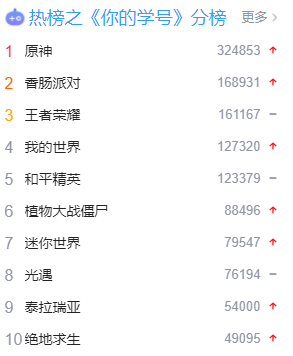 热榜之《你的学号》分榜 更多 >
1 原神 324853 ↑
2 香肠派对 168931 ↑
3 王者荣耀 161167 −
4 我的世界 127320 ↑
5 和平精英 123379 −
6 植物大战僵尸 88496 ↑
7 迷你世界 79547 ↑
8 光遇 76194 −
9 泰拉瑞亚 54000 ↑
10 绝地求生 49095 ↑